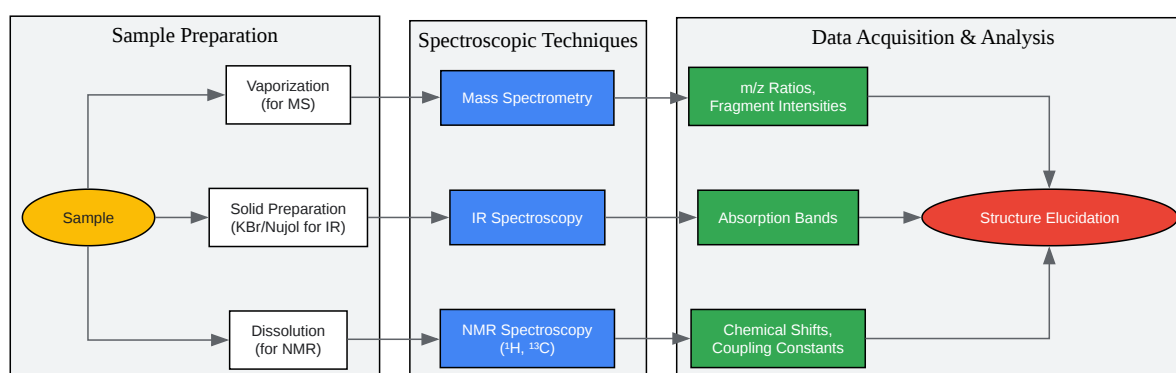 Sample Preparation
Spectroscopic Techniques
Data Acquisition & Analysis
Vaporization
(for MS)
Mass Spectrometry
m/z Ratios,
Fragment Intensities
Sample
Solid Preparation
(KBr/Nujol for IR)
IR Spectroscopy
Absorption Bands
Structure Elucidation
Dissolution
(for NMR)
NMR Spectroscopy
(¹H, ¹³C)
Chemical Shifts,
Coupling Constants